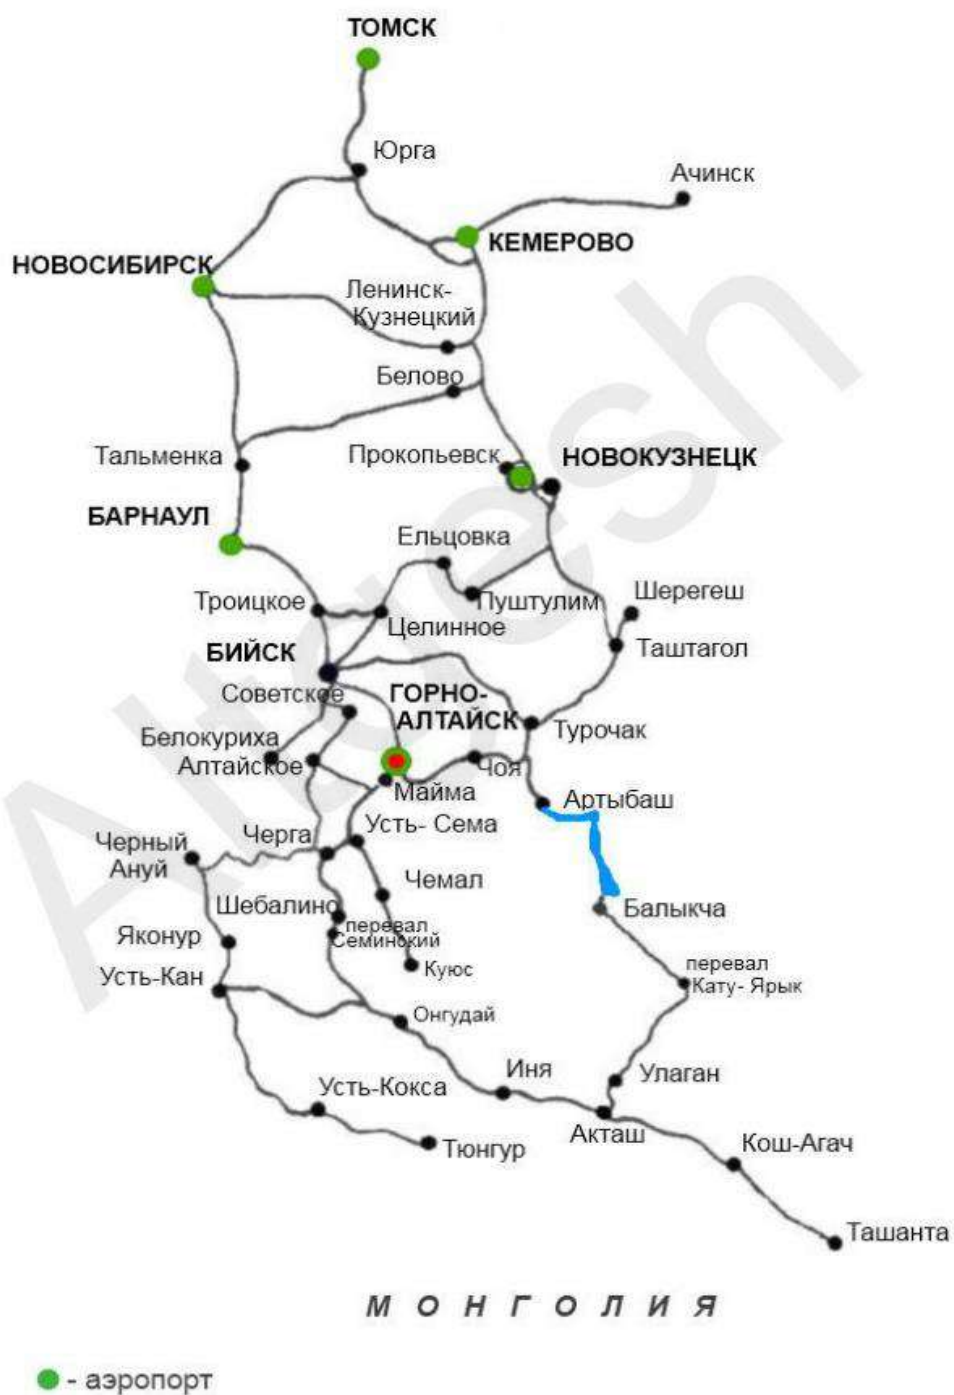 ТОМСК
Юрга
Ачинск
КЕМЕРОВО
НОВОСИБИРСК
Ленинск-
Кузнецкий
Белово
Тальменка
Прокопьевск
НОВОКУЗНЕЦК
БАРНАУЛ
Ельцовка
Пуштулим
Шерегеш
Троицкое
Целинное
Таштагол
БИЙСК
Советское
ГОРНО-
АЛТАЙСК
Турочак
Белокуриха
Алтайское
Чоя
Майма
Артыбаш
Усть- Сема
Черга
Черный
Ануй
Чемал
Шебалино
Балыкча
перевал
Семинский
Яконур
Куюс
перевал
Кату- Ярык
Усть-Кан
Онгудай
Иня
Улаган
Усть-Кокса
Акташ
Кош-Агач
Тюнгур
Ташанта
МОНГОЛИЯ
- аэропорт